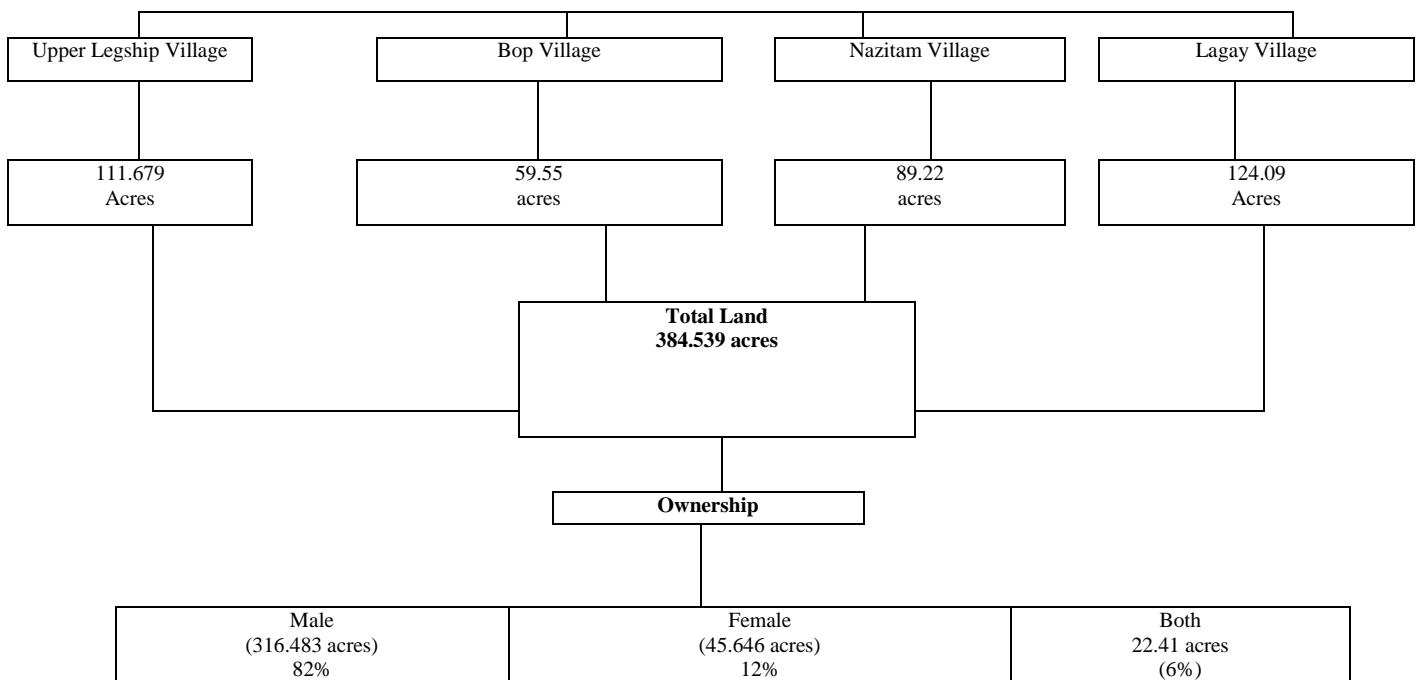 Upper Legship Village
Bop Village
Nazitam Village
Lagay Village
111.679
Acres
59.55
acres
89.22
acres
124.09
Acres
Total Land
384.539 acres
Ownership
Male
(316.483 acres)
82%
Female
(45.646 acres)
12%
Both
22.41 acres
(6%)